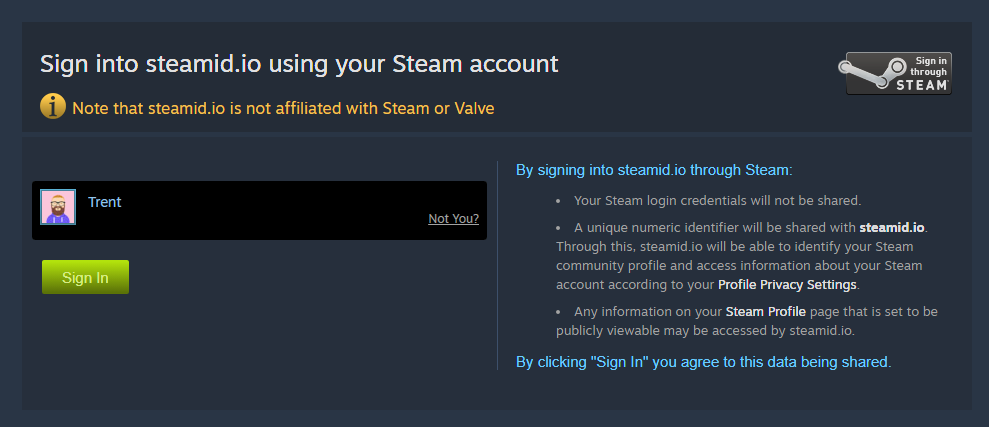 Sign into steamid.io using your Steam account
Sign in
through
STEAM™
Note that steamid.io is not affiliated with Steam or Valve
Trent
Not You?
Sign In
By signing into steamid.io through Steam:
• Your Steam login credentials will not be shared.
• A unique numeric identifier will be shared with steamid.io.
Through this, steamid.io will be able to identify your Steam
community profile and access information about your Steam
account according to your Profile Privacy Settings.
• Any information on your Steam Profile page that is set to be
publicly viewable may be accessed by steamid.io.
By clicking "Sign In" you agree to this data being shared.